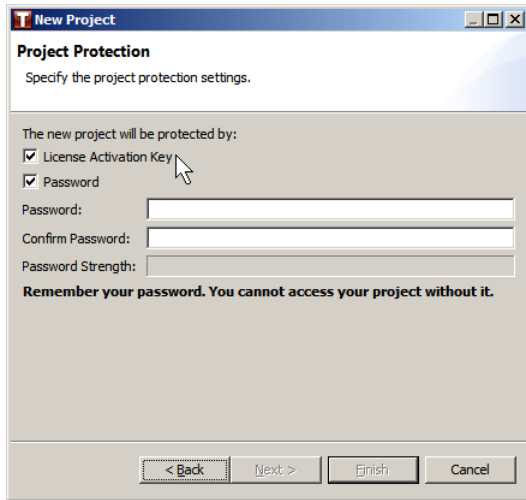 T New Project
Project Protection
Specify the project protection settings.
The new project will be protected by:
License Activation Key
Password
Password:
Confirm Password:
Password Strength:
Remember your password. You cannot access your project without it.
< Back Next > Finish Cancel